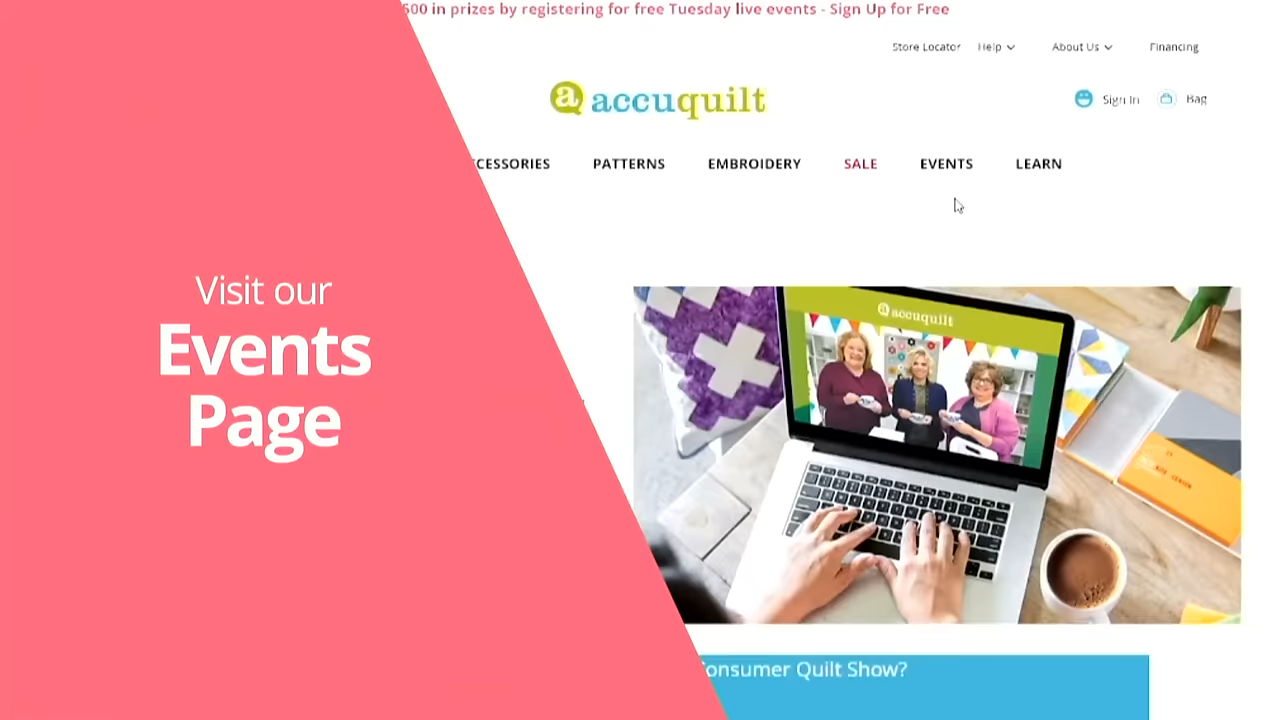 500 in prizes by registering for free Tuesday live events - Sign Up for Free
Store Locator Help About Us Financing
a accuquilt
Sign In Bag
CCESSORIES PATTERNS EMBROIDERY SALE EVENTS LEARN
Visit our
Events
Page
a accuquilt
Consumer Quilt Show?